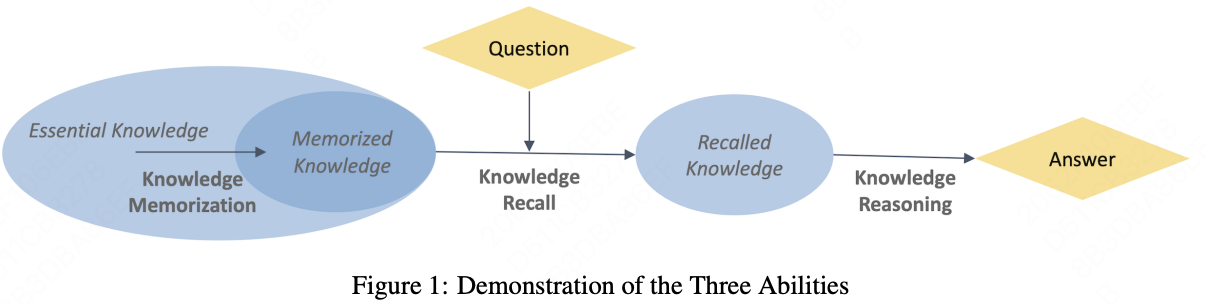 Question
Essential Knowledge
Memorized
Knowledge
Knowledge
Memorization
Knowledge
Recall
Recalled
Knowledge
Knowledge
Reasoning
Answer
Figure 1: Demonstration of the Three Abilities